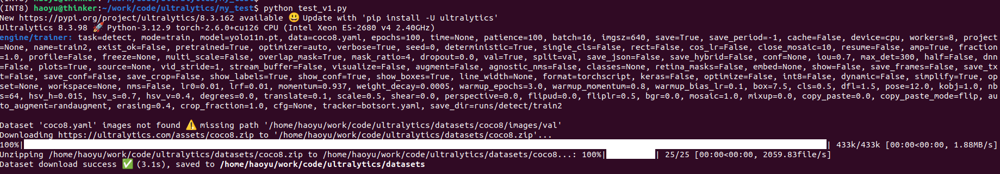 (INT8) haoyu@thinker:~/work/code/ultralytics/my_test$
(INT8) haoyu@thinker:~/work/code/ultralytics/my_test$ python test_v1.py
New https://pypi.org/project/ultralytics/8.3.162 available 😃 Update with 'pip install -U ultralytics'
Ultralytics 8.3.98 🚀 Python-3.12.9 torch-2.6.0+cu126 CPU (Intel Xeon E5-2680 v4 2.40GHz)
engine/trainer: task=detect, mode=train, model=yolo11n.pt, data=coco8.yaml, epochs=100, time=None, patience=100, batch=16, imgsz=640, save=True, save_period=-1, cache=False, device=cpu, workers=8, project
=None, name=train2, exist_ok=False, pretrained=True, optimizer=auto, verbose=True, seed=0, deterministic=True, single_cls=False, rect=False, cos_lr=False, close_mosaic=10, resume=False, amp=True, fraction
=1.0, profile=False, freeze=None, multi_scale=False, overlap_mask=True, mask_ratio=4, dropout=0.0, val=True, split=val, save_json=False, save_hybrid=False, conf=None, iou=0.7, max_det=300, half=False, dnn
=False, plots=True, source=None, vid_stride=1, stream_buffer=False, visualize=False, augment=False, agnostic_nms=False, classes=None, retina_masks=False, embed=None, show=False, save_frames=False, save_tx
t=False, save_conf=False, save_crop=False, show_labels=True, show_conf=True, show_boxes=True, line_width=None, format=torchscript, keras=False, optimize=False, int8=False, dynamic=False, simplify=True, op
set=None, workspace=None, nms=False, lr0=0.01, lrf=0.01, momentum=0.937, weight_decay=0.0005, warmup_epochs=3.0, warmup_momentum=0.8, warmup_bias_lr=0.1, box=7.5, cls=0.5, dfl=1.5, pose=12.0, kobj=1.0, nb
s=64, hsv_h=0.015, hsv_s=0.7, hsv_v=0.4, degrees=0.0, translate=0.1, scale=0.5, shear=0.0, perspective=0.0, flipud=0.0, fliplr=0.5, bgr=0.0, mosaic=1.0, mixup=0.0, copy_paste=0.0, copy_paste_mode=flip, au
to_augment=randaugment, erasing=0.4, crop_fraction=1.0, cfg=None, tracker=botsort.yaml, save_dir=runs/detect/train2
Dataset 'coco8.yaml' images not found ⚠️ missing path '/home/haoyu/work/code/ultralytics/datasets/coco8/images/val'
Downloading https://ultralytics.com/assets/coco8.zip to '/home/haoyu/work/code/ultralytics/datasets/coco8.zip'...
100%| | 433k/433k [00:00<00:00, 1.88MB/s]
Unzipping /home/haoyu/work/code/ultralytics/datasets/coco8.zip to /home/haoyu/work/code/ultralytics/datasets/coco8...: 100%| | 25/25 [00:00<00:00, 2059.83file/s]
Dataset download success ✅ (3.1s), saved to /home/haoyu/work/code/ultralytics/datasets